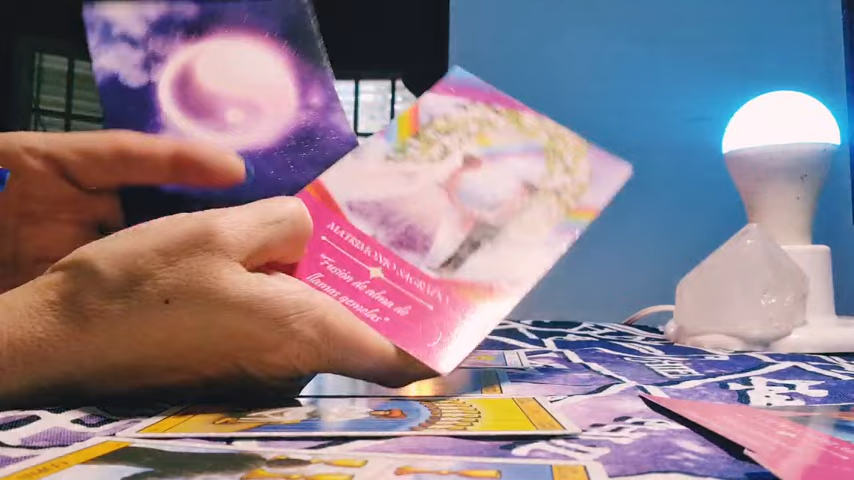 MATRIMONIO SAGRADO
"Fusión de alma de
llamas gemelas"